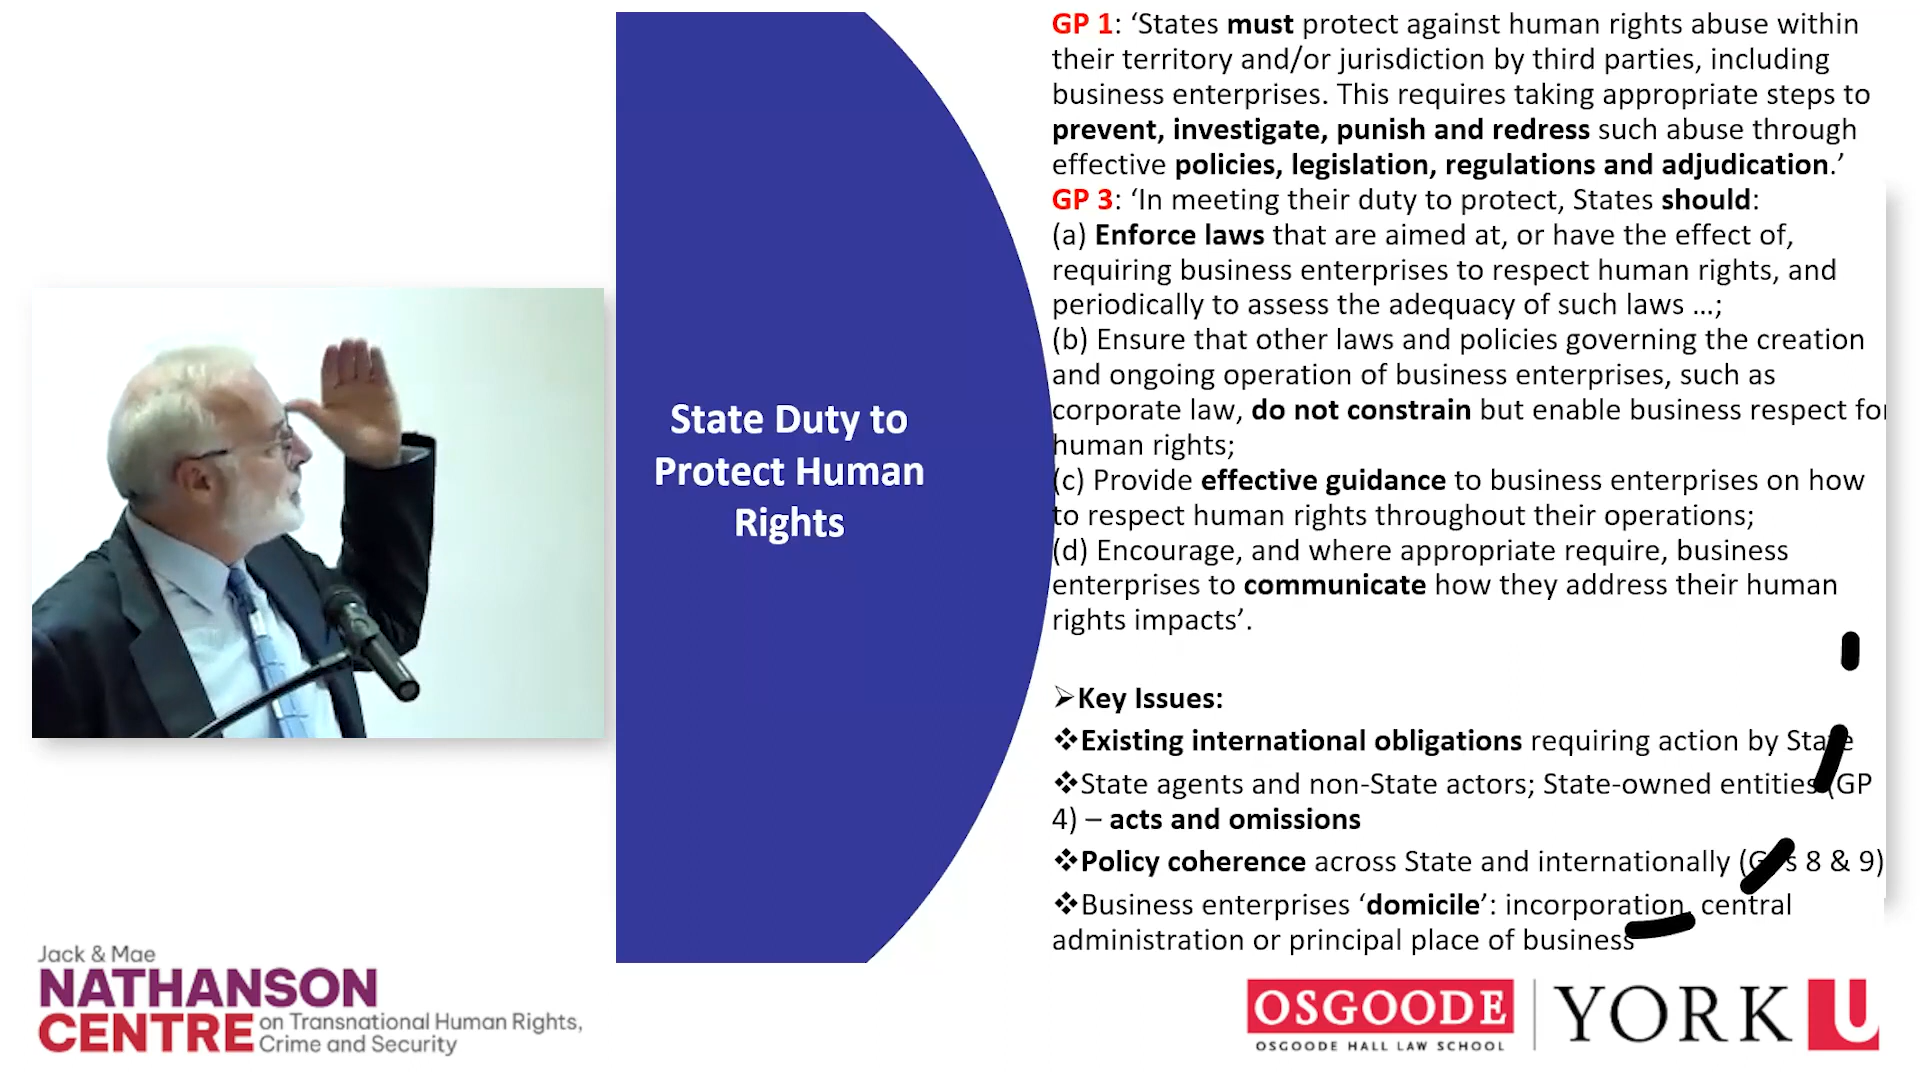 GP 1: ‘States must protect against human rights abuse within
their territory and/or jurisdiction by third parties, including
business enterprises. This requires taking appropriate steps to
prevent, investigate, punish and redress such abuse through
effective policies, legislation, regulations and adjudication.’
GP 3: ‘In meeting their duty to protect, States should:
(a) Enforce laws that are aimed at, or have the effect of,
requiring business enterprises to respect human rights, and
periodically to assess the adequacy of such laws ...;
(b) Ensure that other laws and policies governing the creation
and ongoing operation of business enterprises, such as
corporate law, do not constrain but enable business respect for
human rights;
(c) Provide effective guidance to business enterprises on how
to respect human rights throughout their operations;
(d) Encourage, and where appropriate require, business
enterprises to communicate how they address their human
rights impacts’.
State Duty to
Protect Human
Rights
➢Key Issues:
❖Existing international obligations requiring action by State
❖State agents and non-State actors; State-owned entities (GP
4) – acts and omissions
❖Policy coherence across State and internationally 8 & 9)
❖Business enterprises ‘domicile’: incorporation, central
administration or principal place of business
Jack & Mae
NATHANSON
CENTRE on Transnational Human Rights,
Crime and Security
OSGOODE
OSGOODE HALL LAW SCHOOL
YORK U